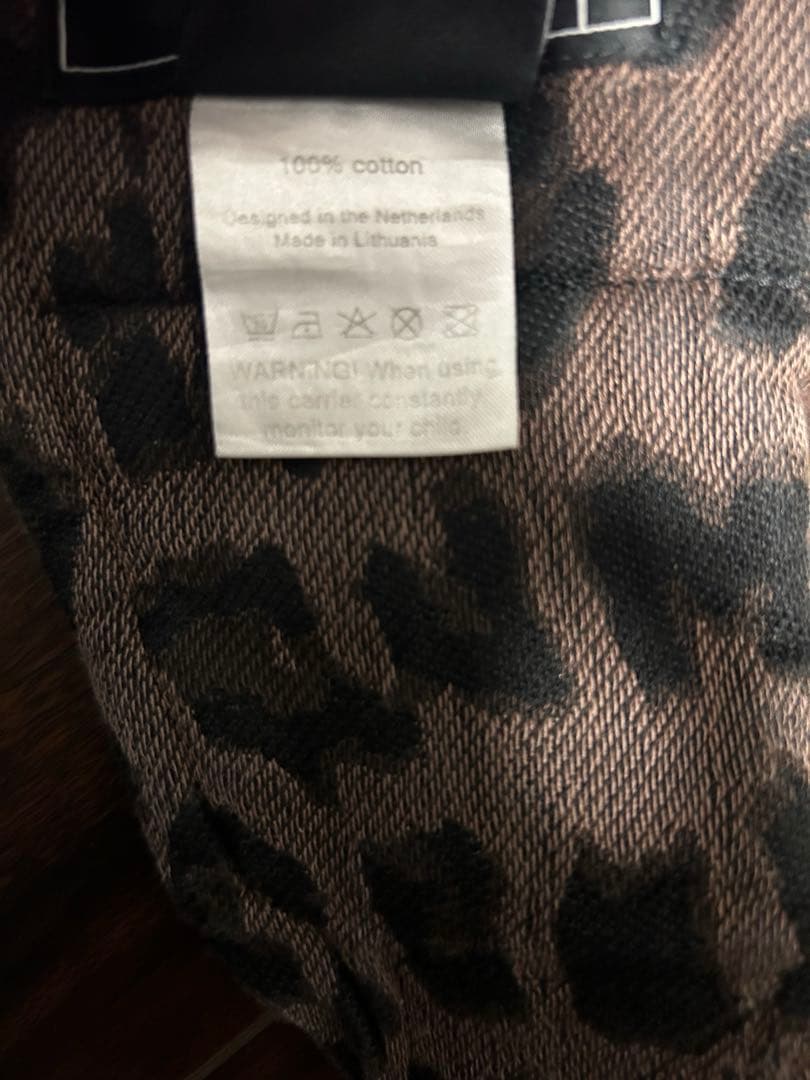 100% cotton
Designed in the Netherlands
Made in Lithuania
WARNING! When using
this carrier constantly
monitor your child.